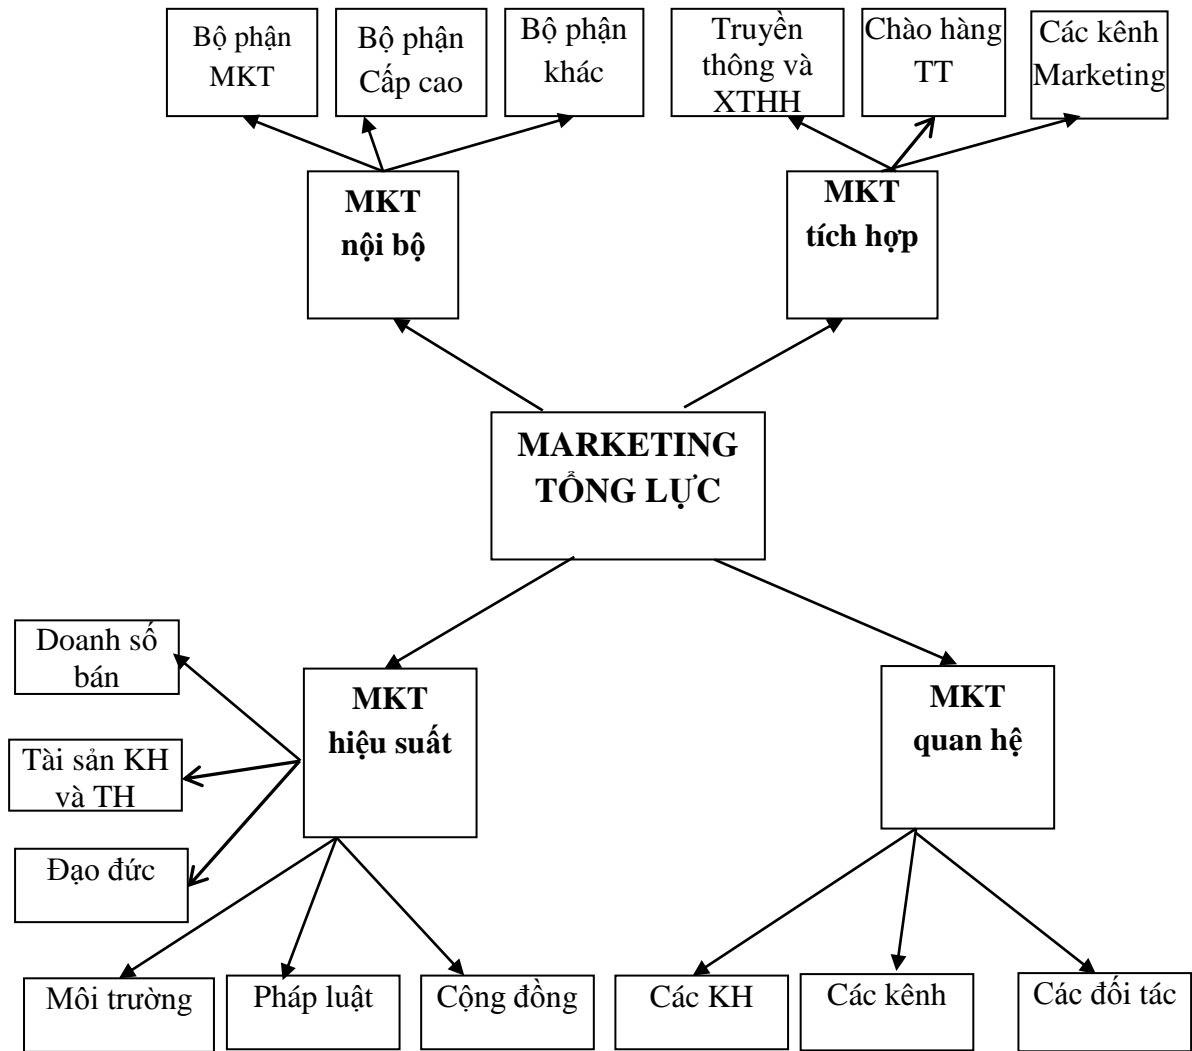 Bộ phận
MKT
Bộ phận
Cấp cao
Bộ phận
khác
Truyền
thông và
XTHH
Chào hàng
TT
Các kênh
Marketing
MKT
nội bộ
MKT
tích hợp
MARKETING
TỔNG LỰC
Doanh số
bán
Tài sản KH
và TH
Đạo đức
MKT
hiệu suất
MKT
quan hệ
Môi trường
Pháp luật
Cộng đồng
Các KH
Các kênh
Các đối tác